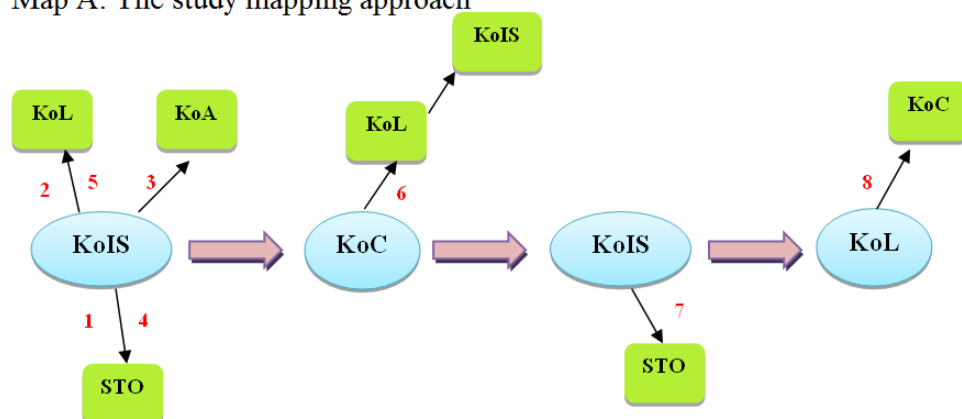 Map A: The study mapping approach
KoIS
KoL
KoA
KoL
KoC
2
5
3
6
8
KoIS
KoC
KoIS
KoL
1
4
7
STO
STO